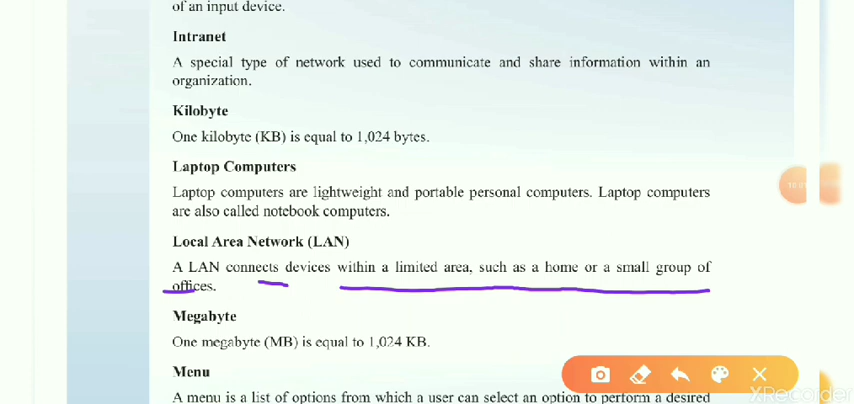 of an input device.
Intranet
A special type of network used to communicate and share information within an
organization.
Kilobyte
One kilobyte (KB) is equal to 1,024 bytes.
Laptop Computers
Laptop computers are lightweight and portable personal computers. Laptop computers
are also called notebook computers.
Local Area Network (LAN)
A LAN connects devices within a limited area, such as a home or a small group of
offices.
Megabyte
One megabyte (MB) is equal to 1,024 KB.
Menu
A menu is a list of options from which a user can select an option to perform a desired
XRecorder